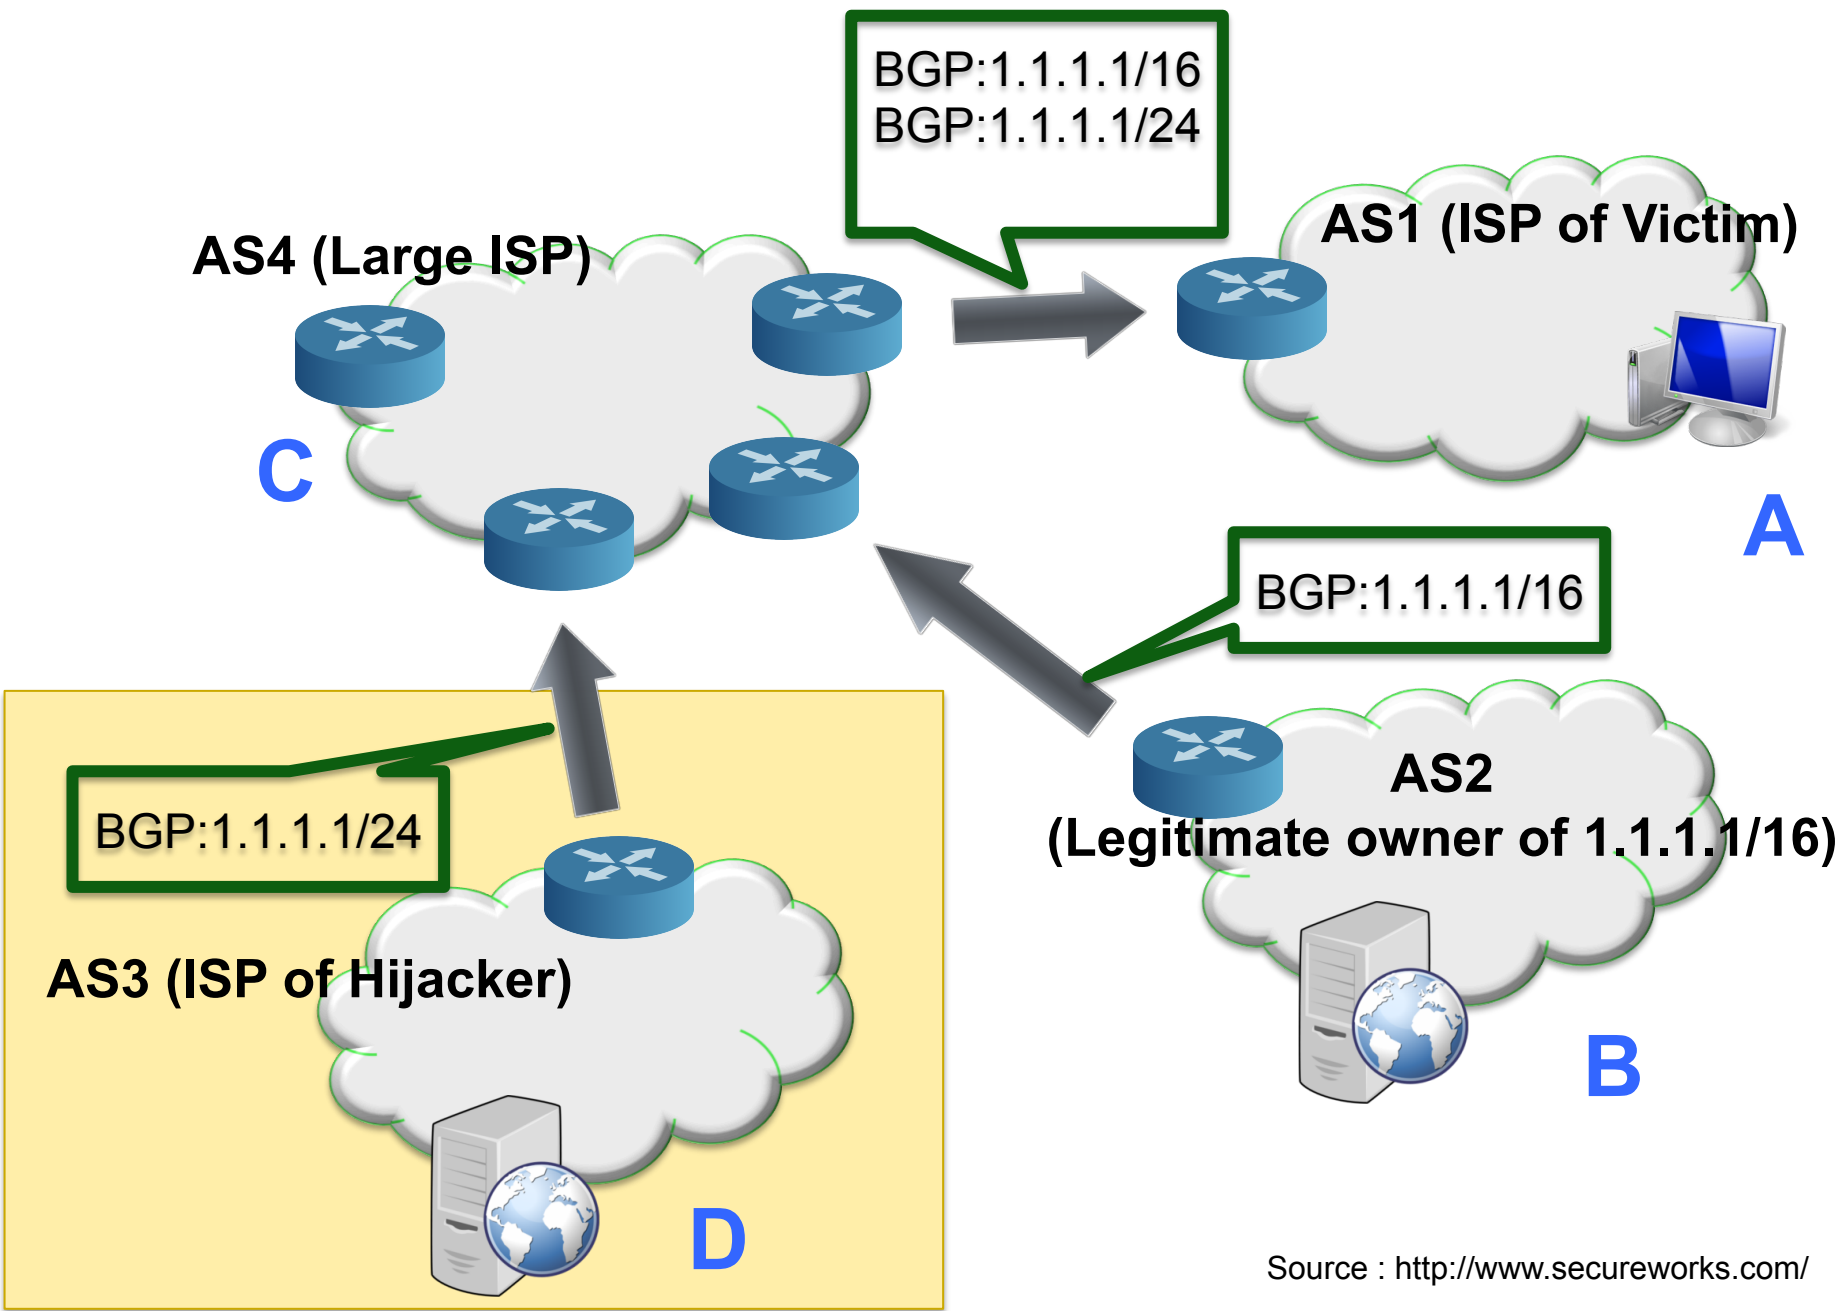 BGP:1.1.1.1/16
BGP:1.1.1.1/24
AS4 (Large ISP)
AS1 (ISP of Victim)
C
A
BGP:1.1.1.1/16
BGP:1.1.1.1/24
AS2
(Legitimate owner of 1.1.1.1/16)
AS3 (ISP of Hijacker)
B
D
Source : http://www.secureworks.com/